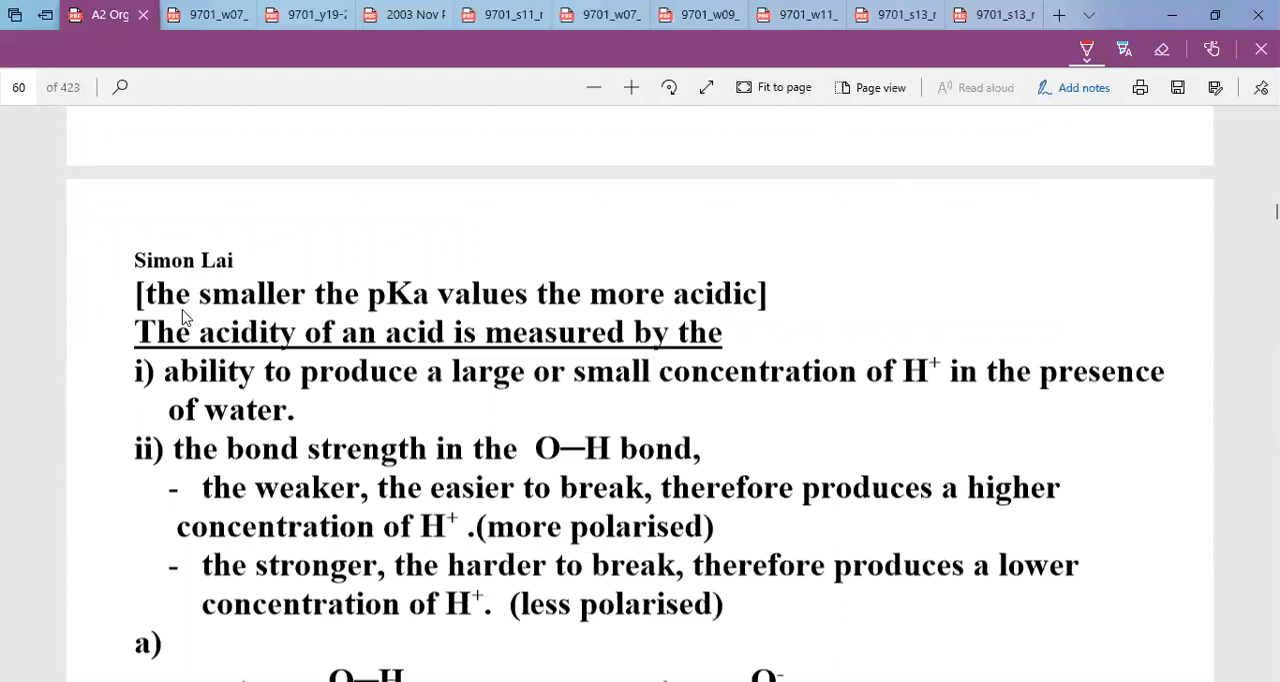 A2 Org
9701_w07_
9701_y19-2
2003 Nov F
9701_s11_r
9701_w07_
9701_w09_
9701_w11_
9701_s13_r
9701_s13_r
60 of 423
Fit to page
Page view
Read aloud
Add notes
Simon Lai
[the smaller the pKa values the more acidic]
The acidity of an acid is measured by the
i) ability to produce a large or small concentration of H⁺ in the presence
of water.
ii) the bond strength in the O—H bond,
- the weaker, the easier to break, therefore produces a higher
concentration of H⁺ .(more polarised)
- the stronger, the harder to break, therefore produces a lower
concentration of H⁺. (less polarised)
a)
O—H O⁻